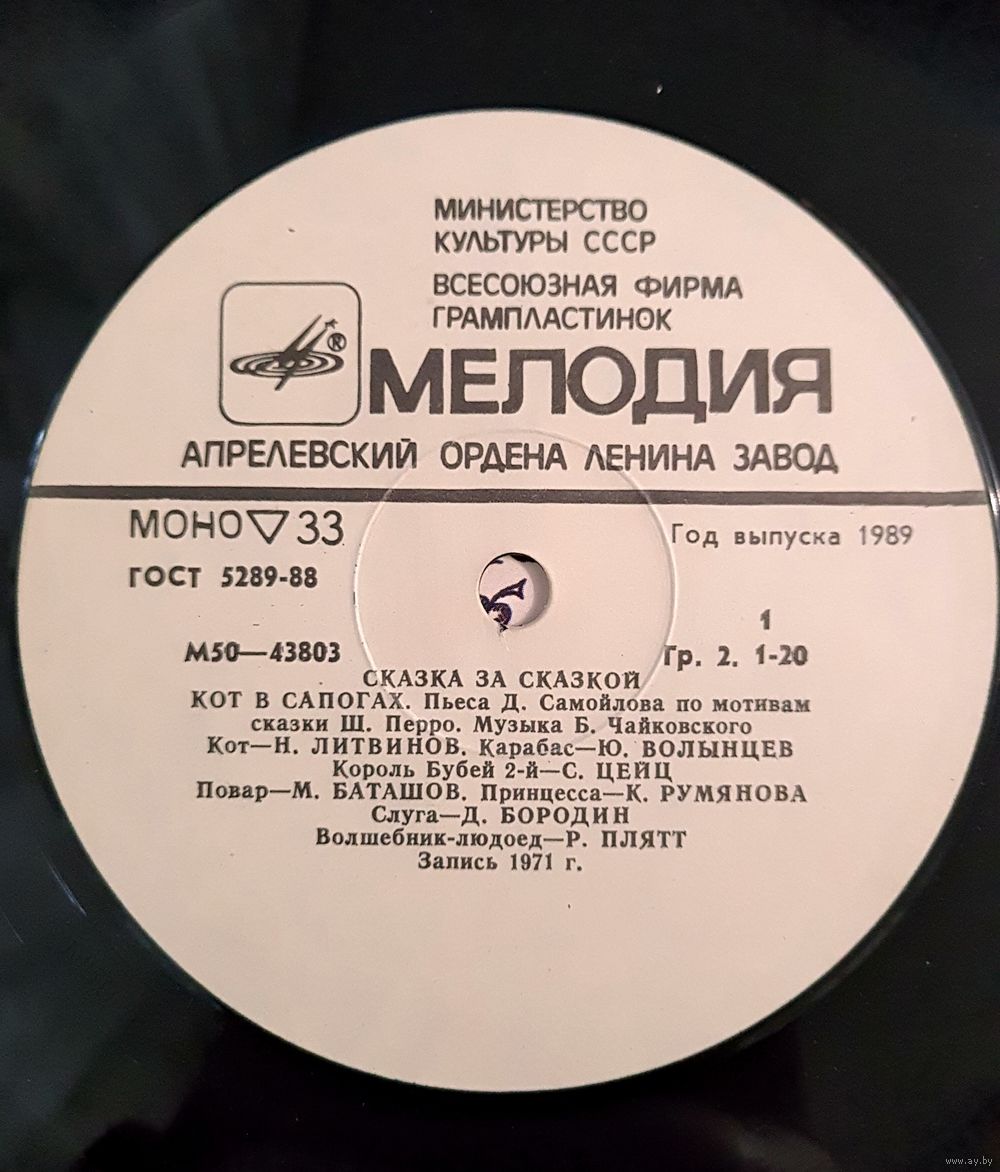 МИНИСТЕРСТВО
КУЛЬТУРЫ СССР
ВСЕСОЮЗНАЯ ФИРМА
ГРАМПЛАСТИНОК
®
МЕЛОДИЯ
АПРЕЛЕВСКИЙ ОРДЕНА ЛЕНИНА ЗАВОД
МОНО ▽ 33
Год выпуска 1989
ГОСТ 5289-88
1
М50—43803
Гр. 2. 1-20
СКАЗКА ЗА СКАЗКОЙ
КОТ В САПОГАХ. Пьеса Д. Самойлова по мотивам
сказки Ш. Перро. Музыка Б. Чайковского
Кот—Н. ЛИТВИНОВ. Карабас—Ю. ВОЛЫНЦЕВ
Король Бубей 2-й—С. ЦЕЙЦ
Повар—М. БАТАШОВ. Принцесса—К. РУМЯНОВА
Слуга—Д. БОРОДИН
Волшебник-людоед—Р. ПЛЯТТ
Запись 1971 г.
www.ay.by